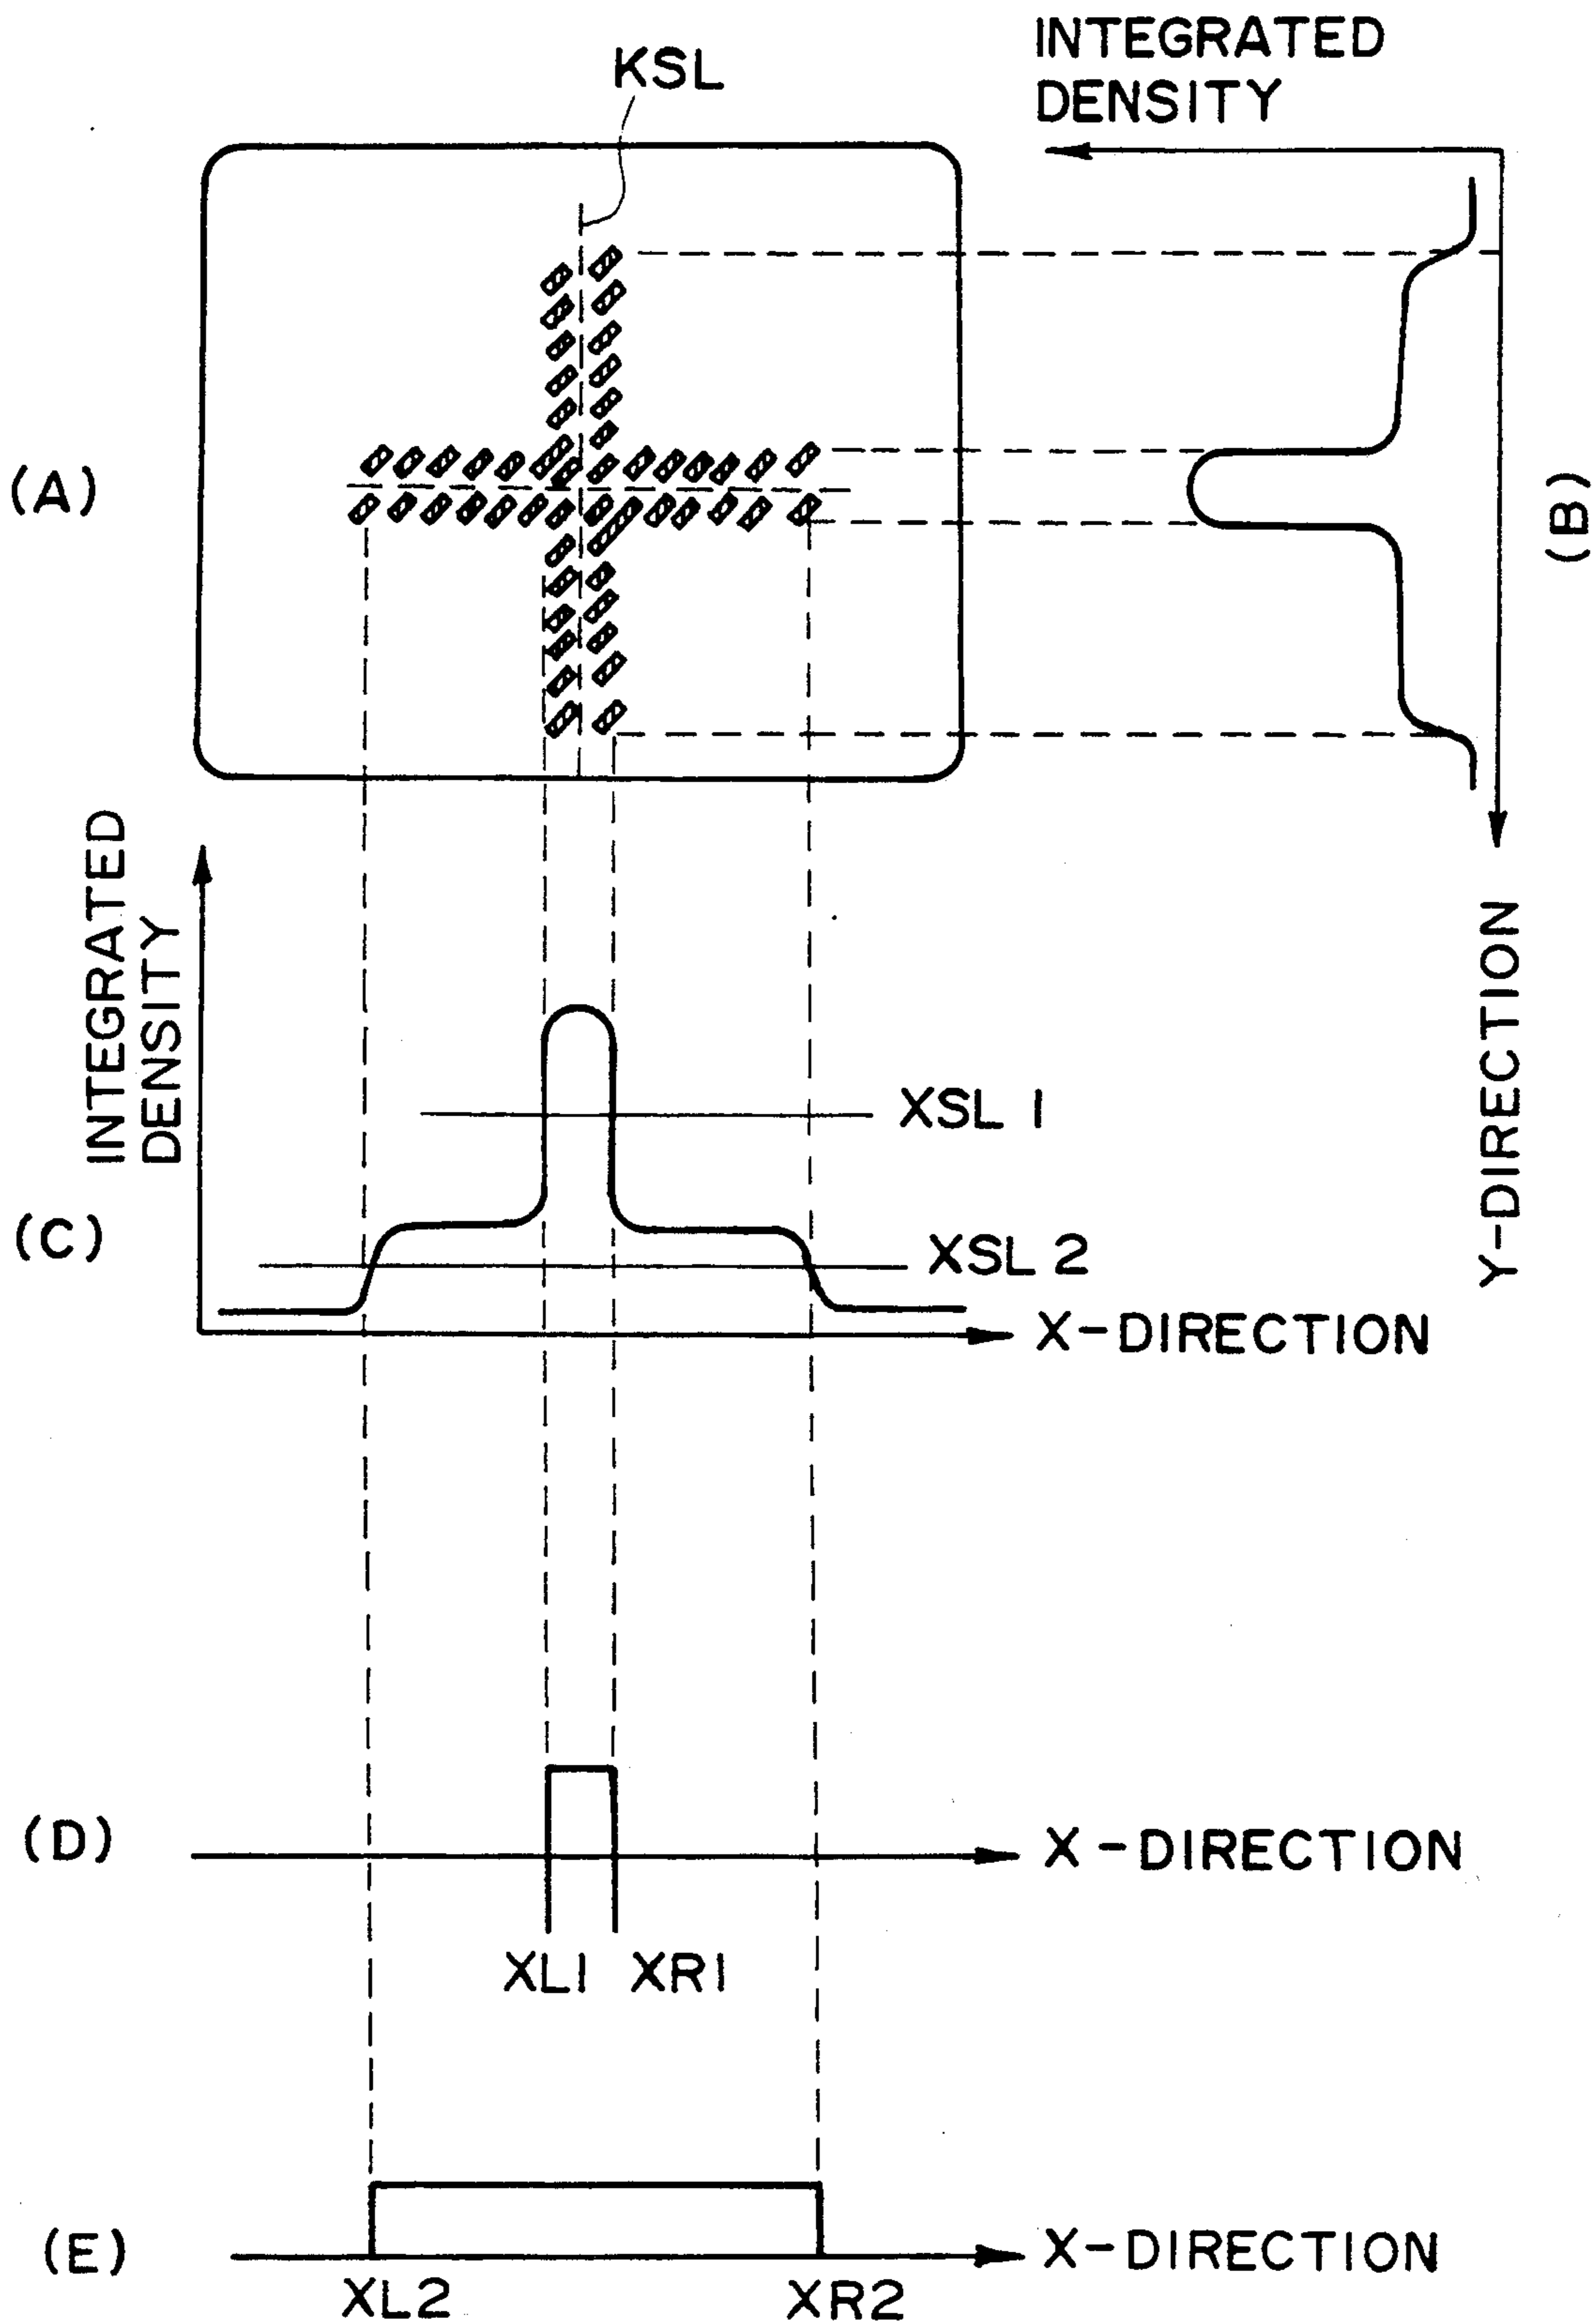 KSL
INTEGRATED
DENSITY
(A)
(B)
Y-DIRECTION
INTEGRATED
DENSITY
XSL 1
(C)
XSL 2
X-DIRECTION
(D)
X-DIRECTION
XL1 XR1
(E)
X-DIRECTION
XL2 XR2